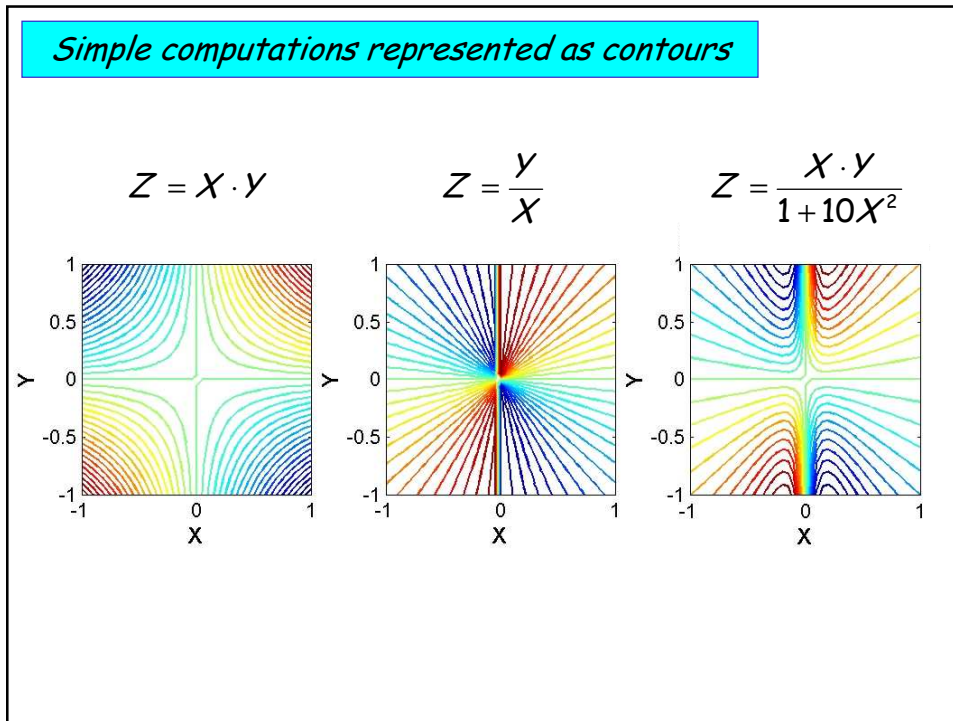 Simple computations represented as contours
Z = X · Y
Z = Y / X
Z = X · Y / 1 + 10X²
1
0.5
0
-0.5
-1
-1 0 1
X
Y
1
0.5
0
-0.5
-1
-1 0 1
X
Y
1
0.5
0
-0.5
-1
-1 0 1
X
Y